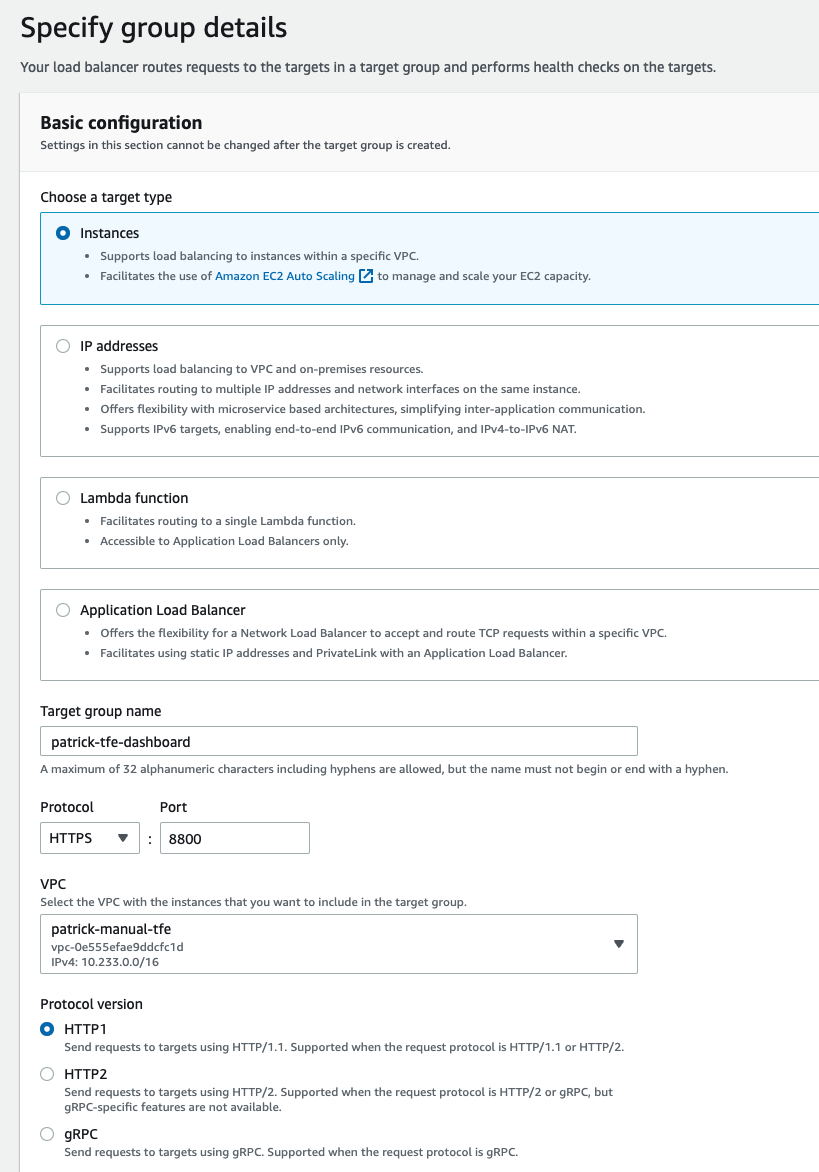 Specify group details
Your load balancer routes requests to the targets in a target group and performs health checks on the targets.
Basic configuration
Settings in this section cannot be changed after the target group is created.
Choose a target type
Instances
• Supports load balancing to instances within a specific VPC.
• Facilitates the use of Amazon EC2 Auto Scaling to manage and scale your EC2 capacity.
IP addresses
• Supports load balancing to VPC and on-premises resources.
• Facilitates routing to multiple IP addresses and network interfaces on the same instance.
• Offers flexibility with microservice based architectures, simplifying inter-application communication.
• Supports IPv6 targets, enabling end-to-end IPv6 communication, and IPv4-to-IPv6 NAT.
Lambda function
• Facilitates routing to a single Lambda function.
• Accessible to Application Load Balancers only.
Application Load Balancer
• Offers the flexibility for a Network Load Balancer to accept and route TCP requests within a specific VPC.
• Facilitates using static IP addresses and PrivateLink with an Application Load Balancer.
Target group name
patrick-tfe-dashboard
A maximum of 32 alphanumeric characters including hyphens are allowed, but the name must not begin or end with a hyphen.
Protocol Port
HTTPS : 8800
VPC
Select the VPC with the instances that you want to include in the target group.
patrick-manual-tfe
vpc-0e555efae9ddcfc1d
IPv4: 10.233.0.0/16
Protocol version
HTTP1
Send requests to targets using HTTP/1.1. Supported when the request protocol is HTTP/1.1 or HTTP/2.
HTTP2
Send requests to targets using HTTP/2. Supported when the request protocol is HTTP/2 or gRPC, but
gRPC-specific features are not available.
gRPC
Send requests to targets using gRPC. Supported when the request protocol is gRPC.